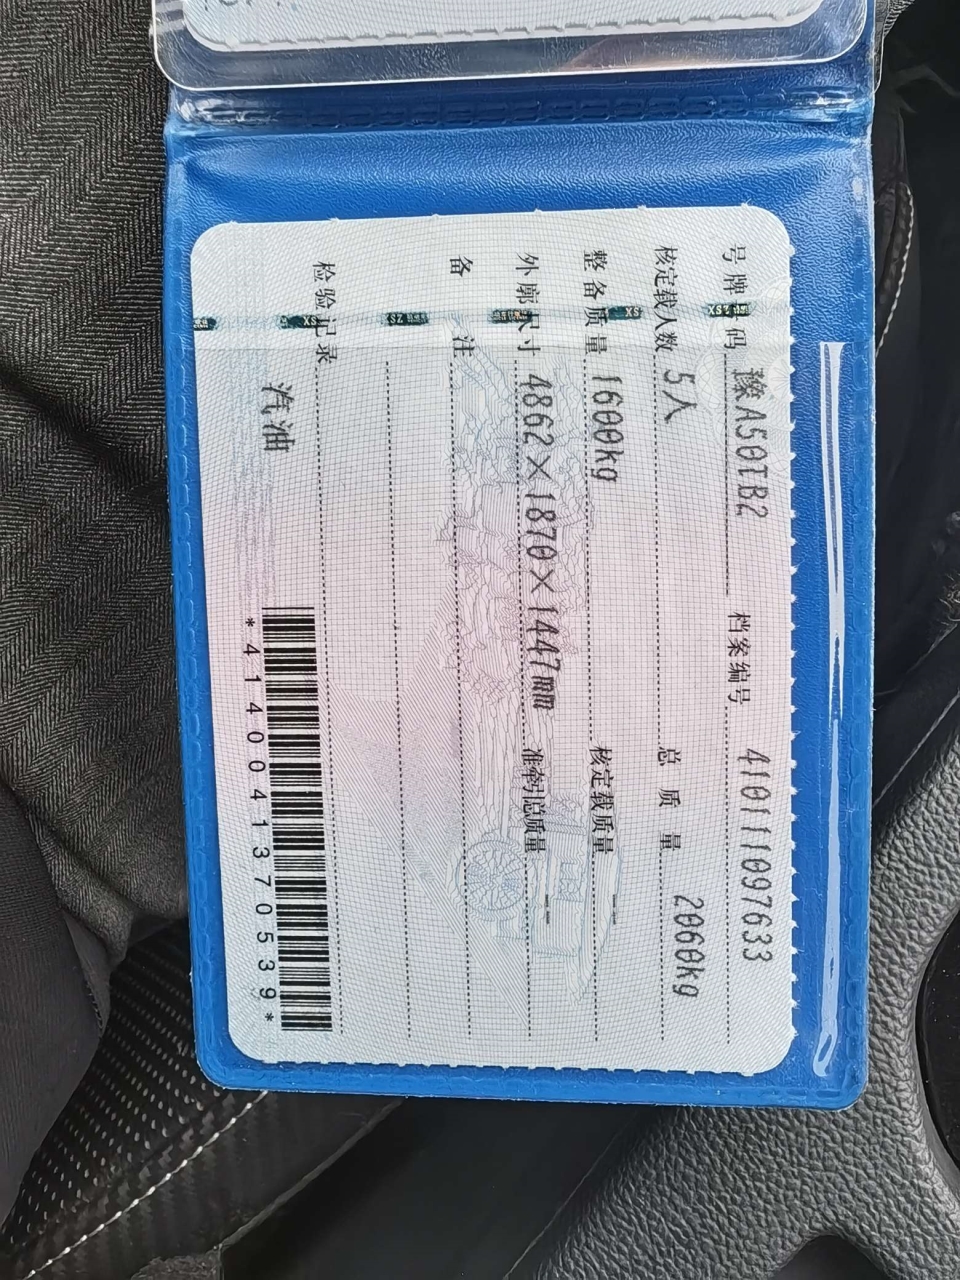 号牌号码 豫A50TB2 档案编号 410111097633
核定载人数 5人 总质量 2060kg
整备质量 1600kg 核定载质量 --
外廓尺寸 4862×1870×1447mm 准牵引总质量 --
备注
检验记录
汽油
*4140041370539*